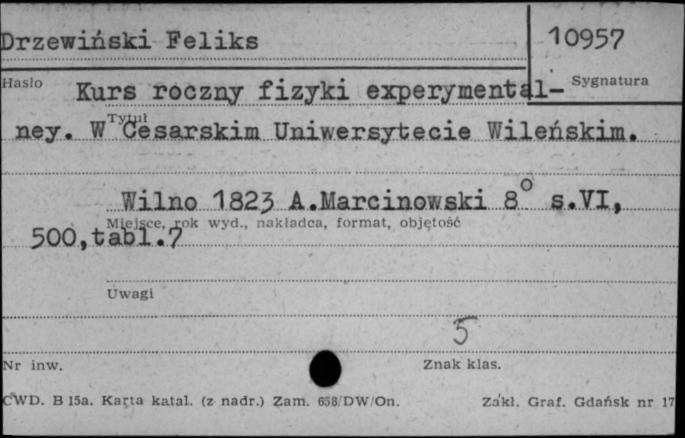 Drzewiński Feliks 10957
Hasło Sygnatura
Kurs roczny fizyki experymental-
Tytuł
ney. W Cesarskim Uniwersytecie Wileńskim.
Wilno 1823 A.Marcinowski 8° s.VI,
Miejsce, rok wyd., nakładca, format, objętość
500,tabl.7
Uwagi
5
Nr inw. Znak klas.
CWD. B 15a. Karta katal. (z nadr.) Zam. 658/DW/On. Zakł. Graf. Gdańsk nr 17